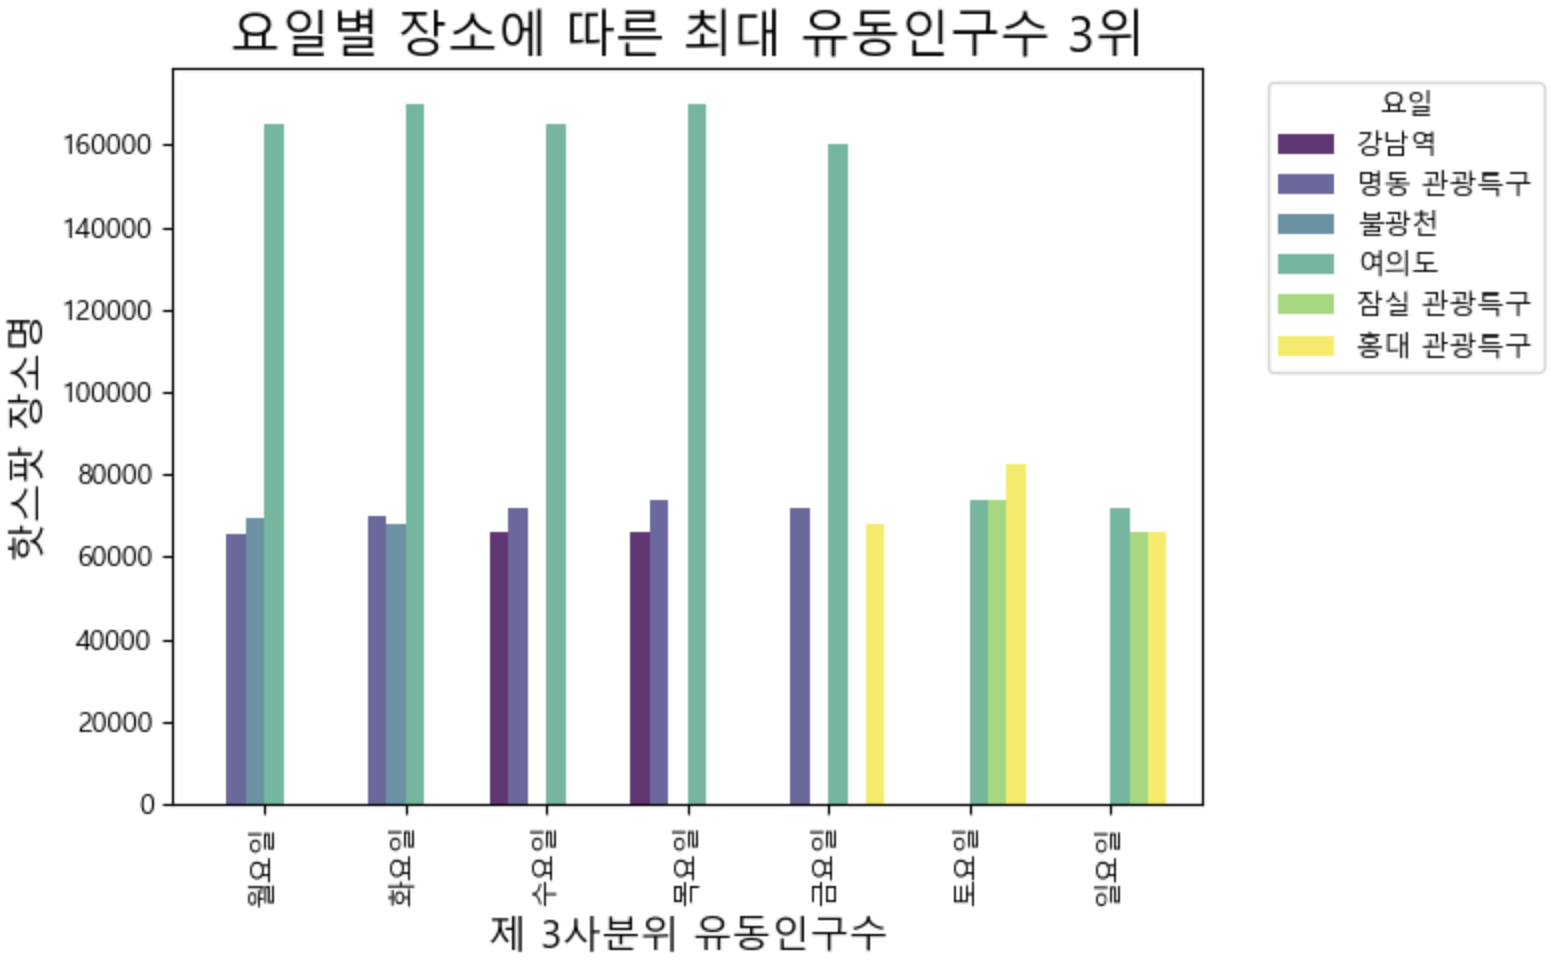 요일별 장소에 따른 최대 유동인구수 3위
핫스팟 장소명
160000
140000
120000
100000
80000
60000
40000
20000
0
월요일
화요일
수요일
목요일
금요일
토요일
일요일
제 3사분위 유동인구수
요일
강남역
명동 관광특구
불광천
여의도
잠실 관광특구
홍대 관광특구